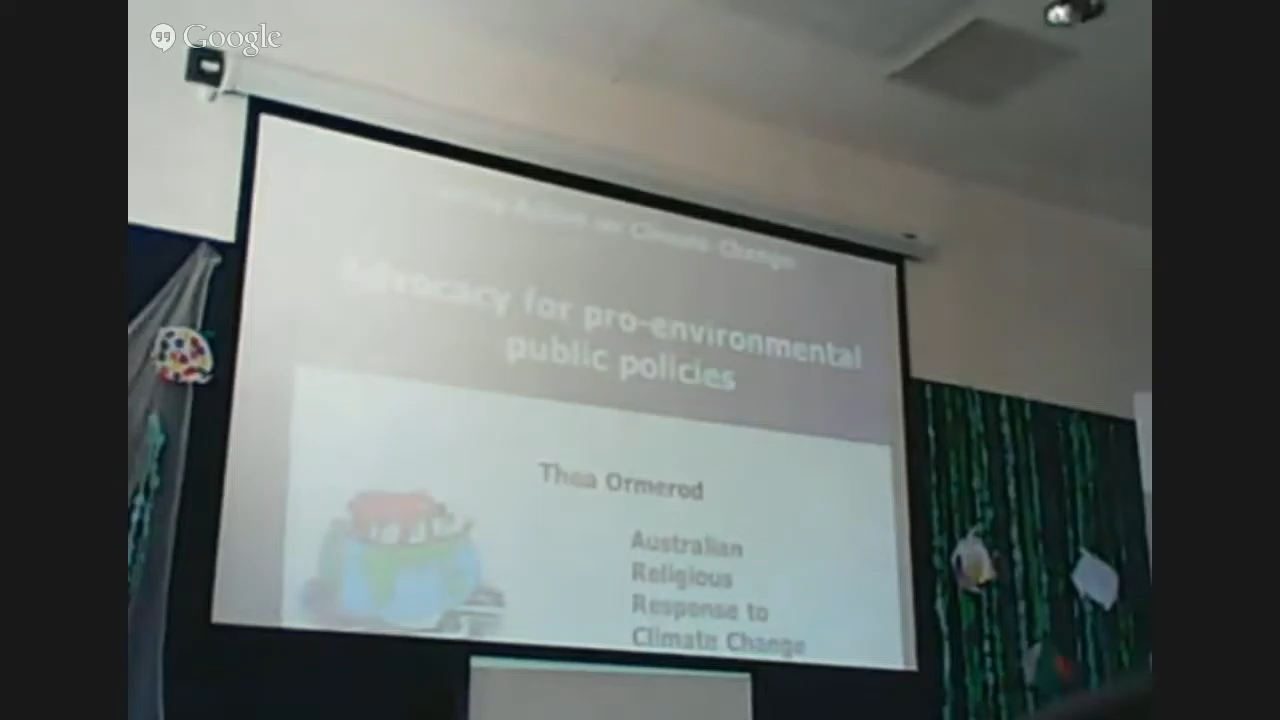 Google
Action on Climate Change
Advocacy for pro-environmental
public policies
Thea Ormerod
Australian
Religious
Response to
Climate Change